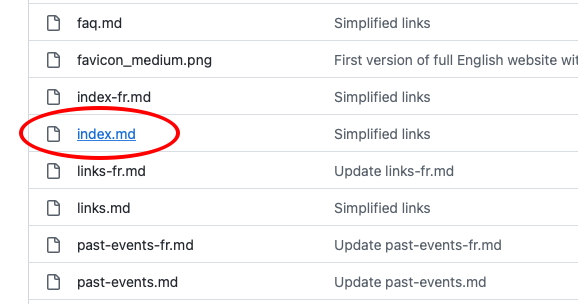 faq.md Simplified links
favicon_medium.png First version of full English website wit
index-fr.md Simplified links
index.md Simplified links
links-fr.md Update links-fr.md
links.md Simplified links
past-events-fr.md Update past-events-fr.md
past-events.md Update past-events.md